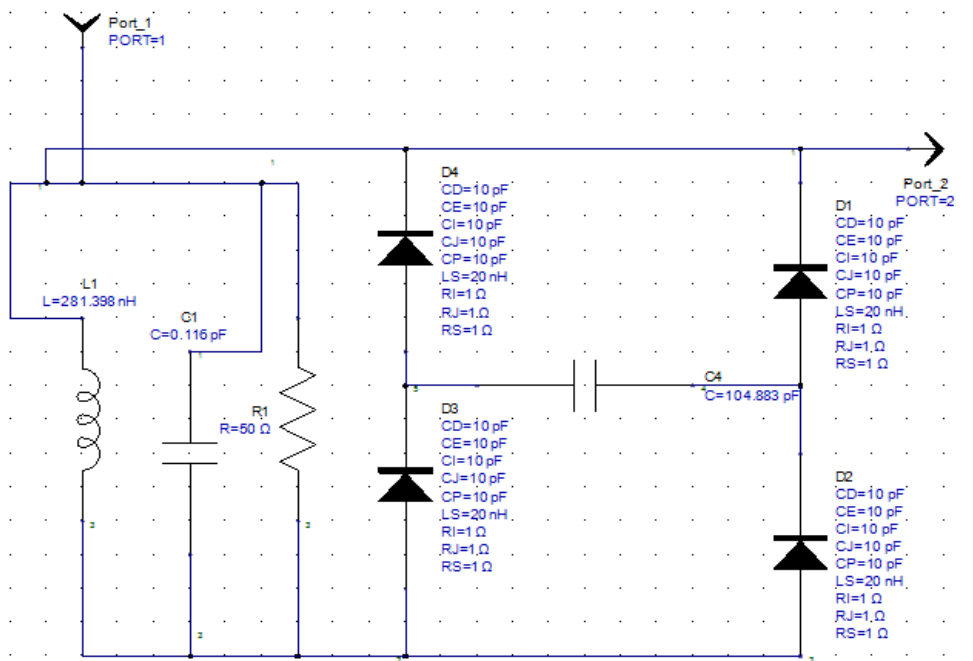 Port_1
PORT=1
1
1
1
Port_2
PORT=2
D4
CD=10 pF
CE=10 pF
CI=10 pF
CJ=10 pF
CP=10 pF
LS=20 nH
RI=1 Ω
RJ=1 Ω
RS=1 Ω
D1
CD=10 pF
CE=10 pF
CI=10 pF
CJ=10 pF
CP=10 pF
LS=20 nH
RI=1 Ω
RJ=1 Ω
RS=1 Ω
L1
L=281.398 nH
C1
C=0.116 pF
1
R1
R=50 Ω
C4
C=104.883 pF
D3
CD=10 pF
CE=10 pF
CI=10 pF
CJ=10 pF
CP=10 pF
LS=20 nH
RI=1 Ω
RJ=1 Ω
RS=1 Ω
D2
CD=10 pF
CE=10 pF
CI=10 pF
CJ=10 pF
CP=10 pF
LS=20 nH
RI=1 Ω
RJ=1 Ω
RS=1 Ω
2